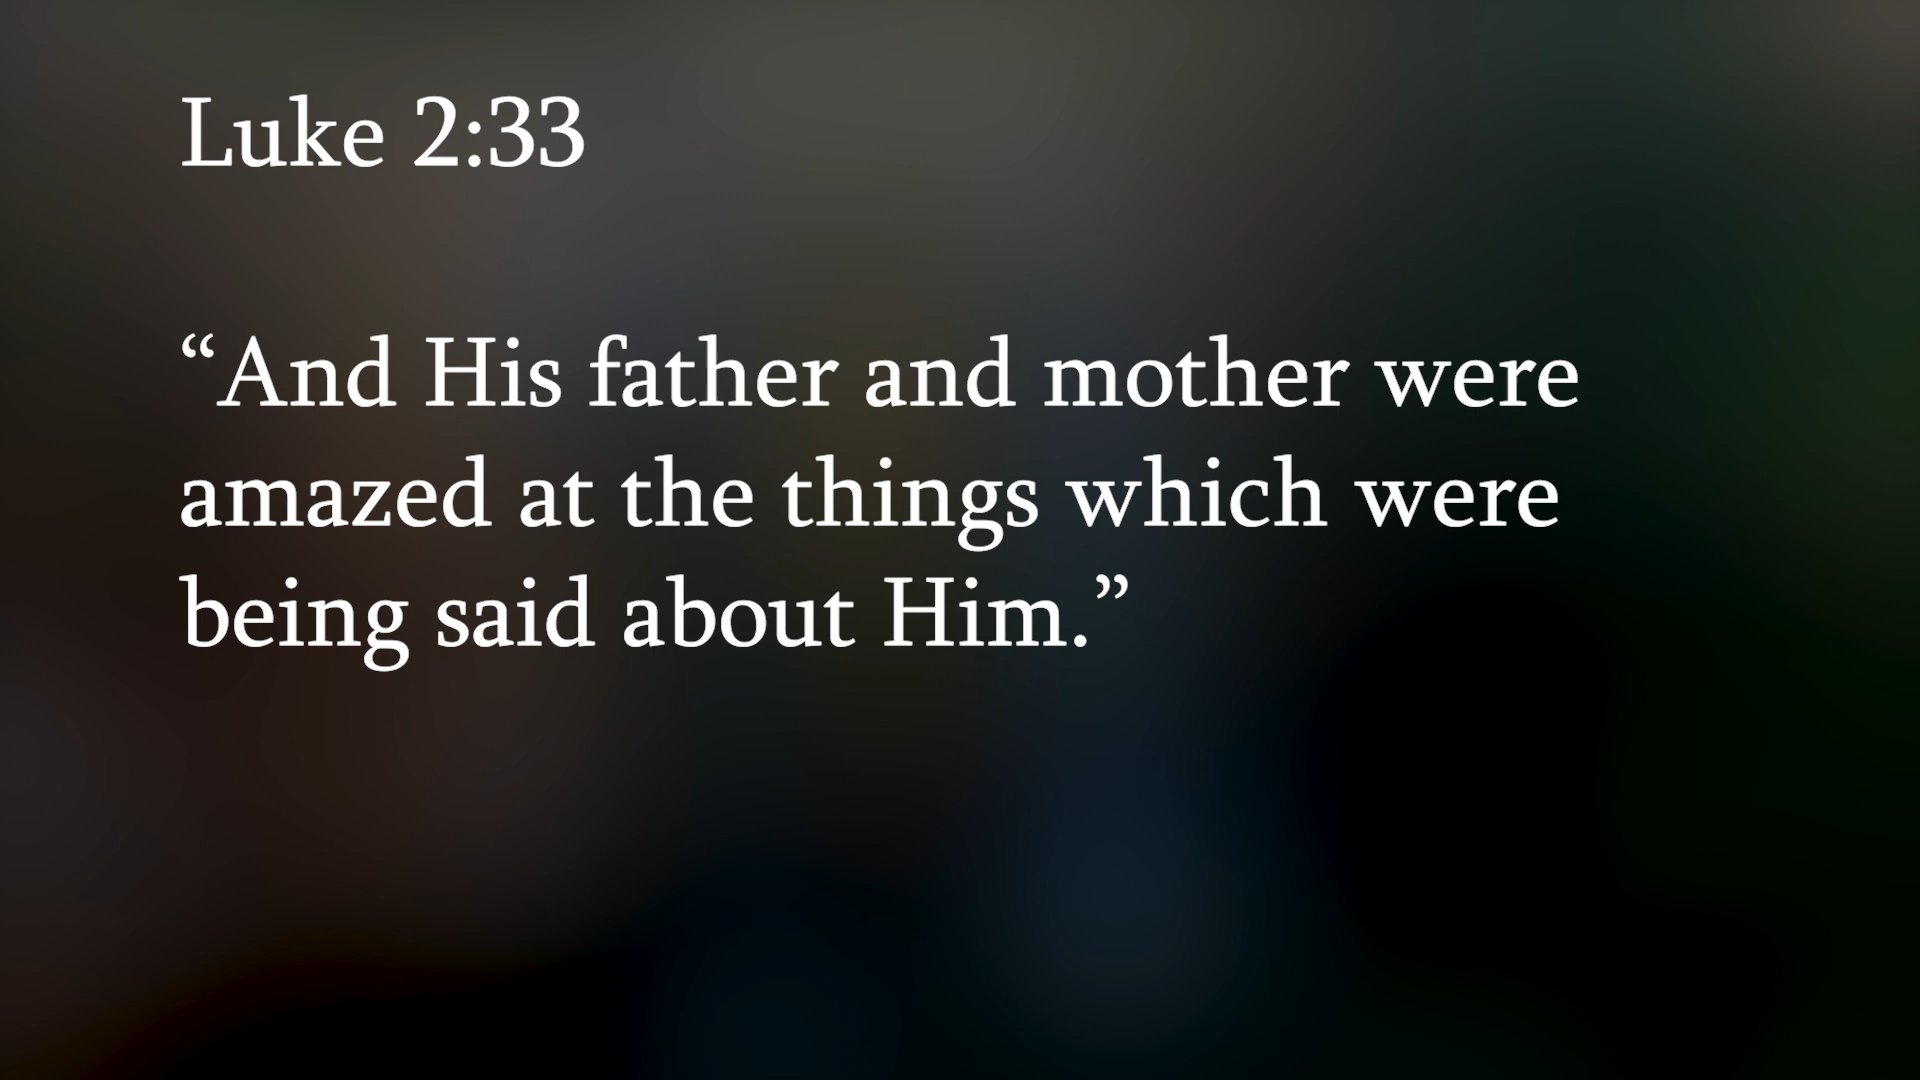 Luke 2:33
“And His father and mother were
amazed at the things which were
being said about Him.”